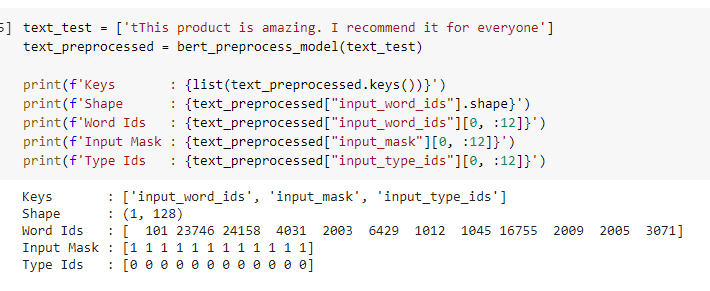 5] text_test = ['tThis product is amazing. I recommend it for everyone']
text_preprocessed = bert_preprocess_model(text_test)
print(f'Keys       : {list(text_preprocessed.keys())}')
print(f'Shape      : {text_preprocessed["input_word_ids"].shape}')
print(f'Word Ids   : {text_preprocessed["input_word_ids"][0, :12]}')
print(f'Input Mask : {text_preprocessed["input_mask"][0, :12]}')
print(f'Type Ids   : {text_preprocessed["input_type_ids"][0, :12]}')
Keys       : ['input_word_ids', 'input_mask', 'input_type_ids']
Shape      : (1, 128)
Word Ids   : [  101 23746 24158  4031  2003  6429  1012  1045 16755  2009  2005  3071]
Input Mask : [1 1 1 1 1 1 1 1 1 1 1 1]
Type Ids   : [0 0 0 0 0 0 0 0 0 0 0 0]